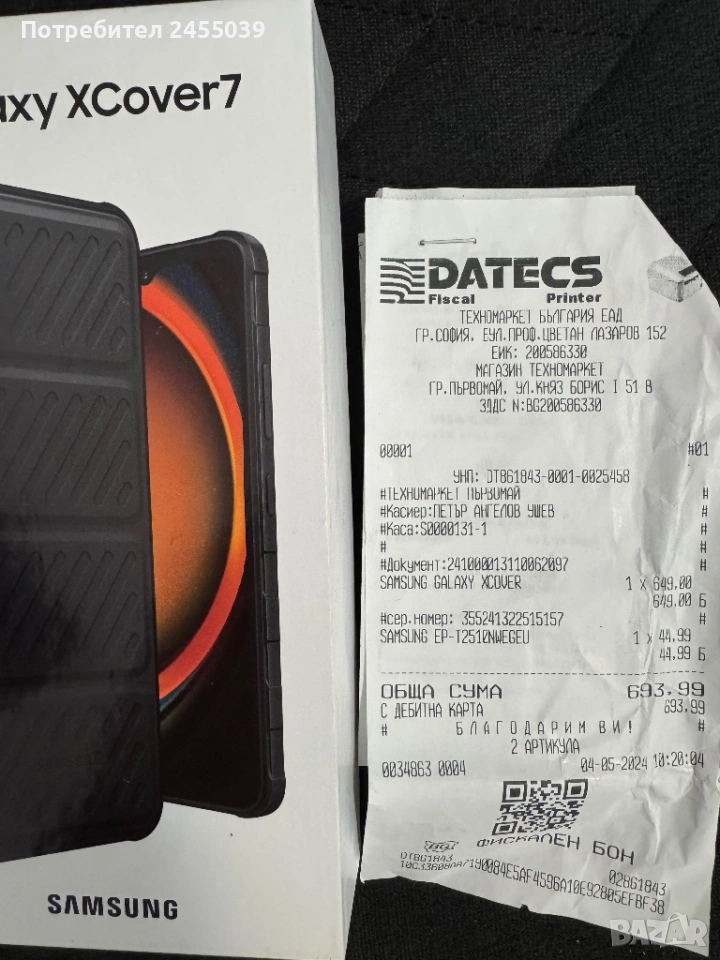 Потребител 2455039
axy XCover7
SAMSUNG
DATECS
Fiscal Printer
ТЕХНОМАРКЕТ БЪЛГАРИЯ ЕАД
ГР.СОФИЯ, БУЛ.ПРОФ.ЦВЕТАН ЛАЗАРОВ 152
ЕИК: 200586330
МАГАЗИН ТЕХНОМАРКЕТ
ГР.ПЪРВОМАЙ, УЛ.КНЯЗ БОРИС I 51 В
ЗДДС N:BG200586330
00001 #01
УНП: DT861843-0001-0025458
#ТЕХНОМАРКЕТ ПЪРВОМАЙ #
#Касиер:ПЕТЪР АНГЕЛОВ УШЕВ #
#Каса:S0000131-1 #
# #
#Документ:241000013110062097 #
SAMSUNG GALAXY XCOVER 1 x 649,00
649,00 Б
#сер.номер: 355241322515157 #
SAMSUNG EP-T2510NWEGEU 1 x 44,99
44,99 Б
ОБЩА СУМА 693,99
С ДЕБИТНА КАРТА 693,99
# БЛАГОДАРИМ ВИ! #
2 АРТИКУЛА
0034863 0004 04-05-2024 10:20:04
ФИСКАЛЕН БОН
DT861843 02861843
BAZAR